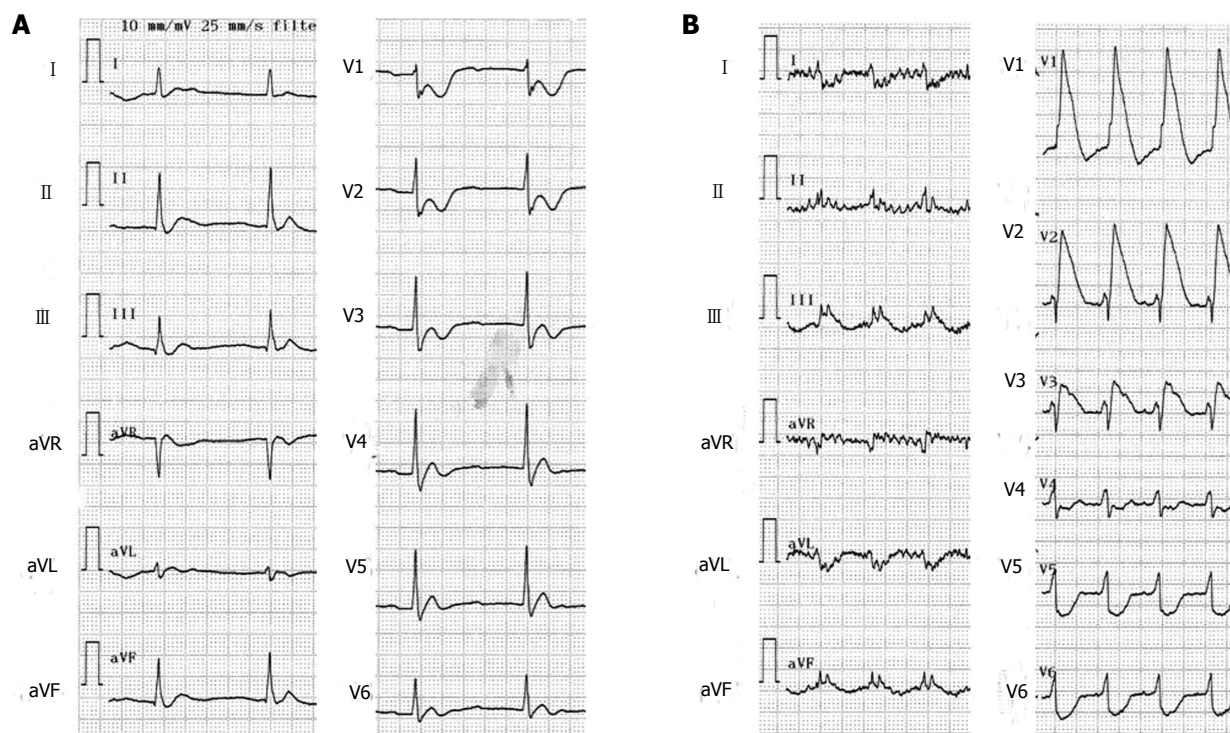 A
10 mm/mV 25 mm/s filte
I
I
II
II
III
III
aVR
aVR
aVL
aVL
aVF
aVF
V1
V2
V3
V4
V5
V6
B
I
I
II
II
III
III
aVR
aVR
aVL
aVL
aVF
aVF
V1
V1
V2
V2
V3
V3
V4
V4
V5
V5
V6
V6